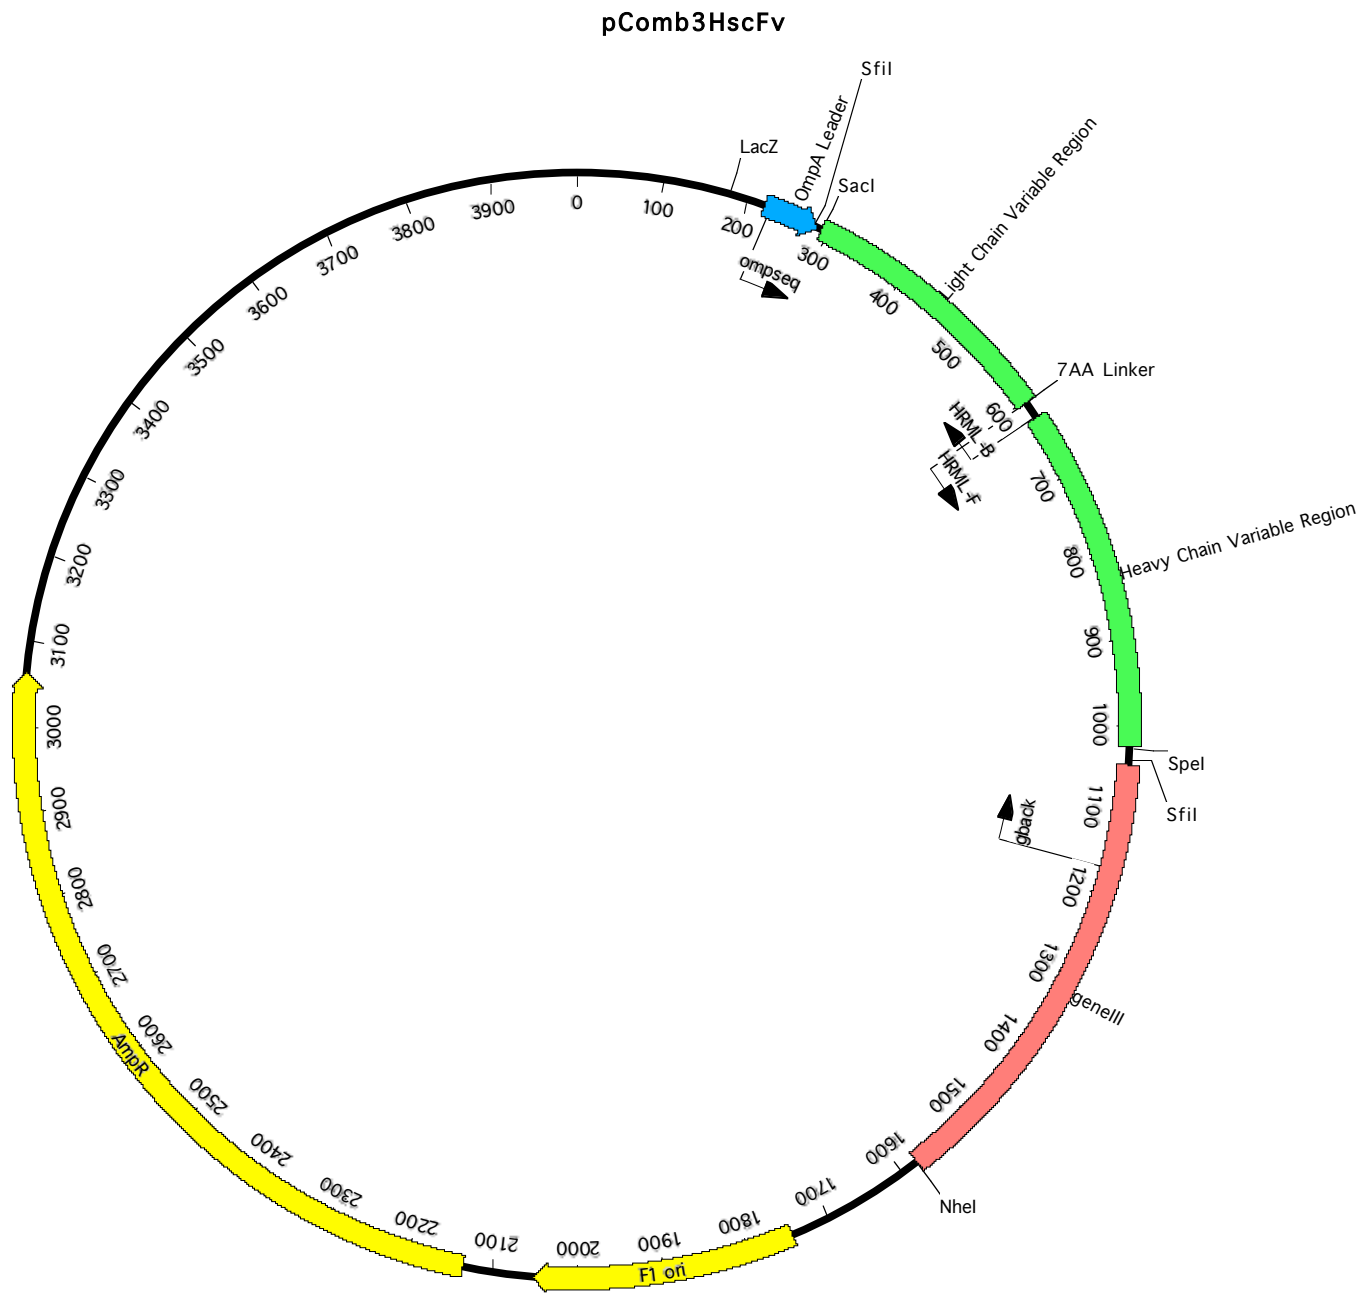 pComb3HscFv
SfiI
OmpA Leader
LacZ
SacI
Light Chain Variable Region
0
100
200
300
400
500
600
700
800
900
1000
1100
1200
1300
1400
1500
1600
1700
1800
1900
2000
2100
2200
2300
2400
2500
2600
2700
2800
2900
3000
3100
3200
3300
3400
3500
3600
3700
3800
3900
ompseq
7AA Linker
HRML-B
HRML-F
Heavy Chain Variable Region
SpeI
SfiI
gback
geneIII
NheI
F1 ori
AmpR